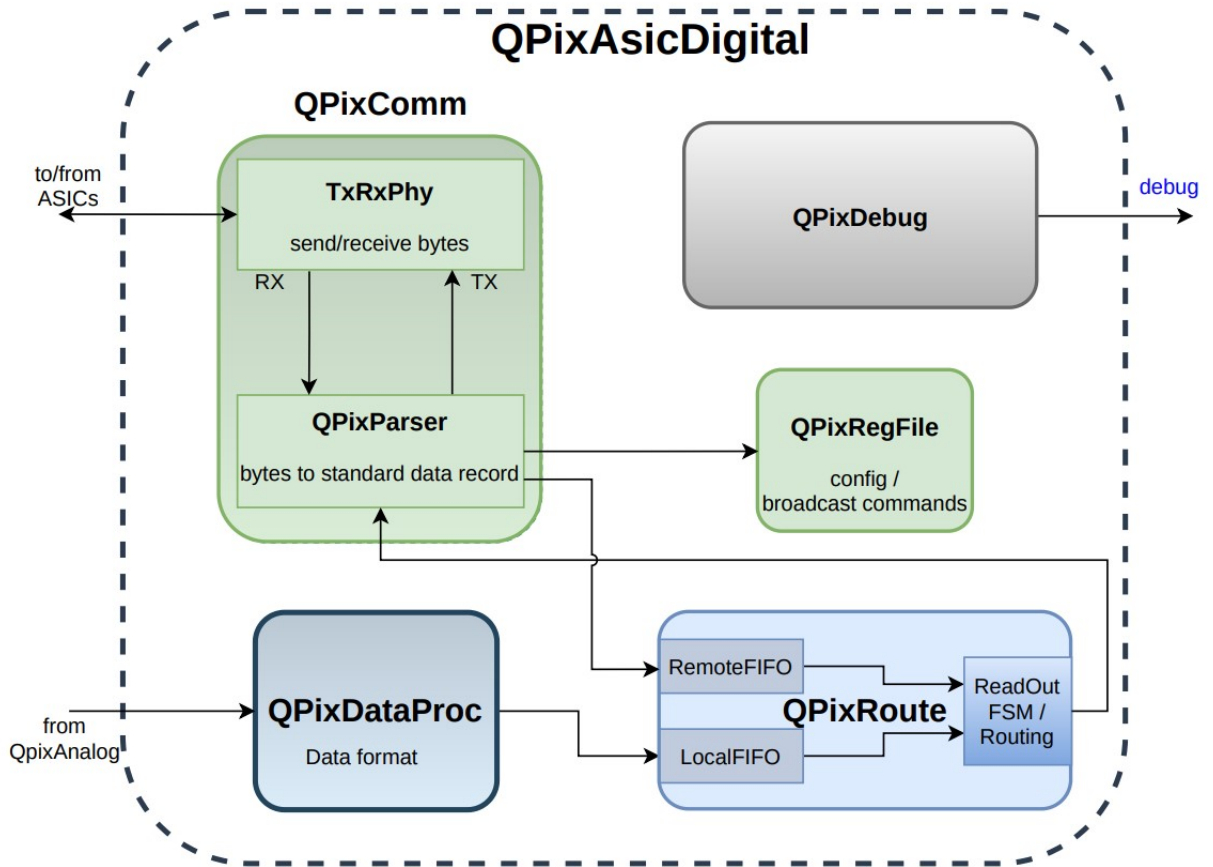 QPixAsicDigital
QPixComm
to/from
ASICs
TxRxPhy
send/receive bytes
RX
TX
QPixDebug
debug
QPixParser
bytes to standard data record
QPixRegFile
config /
broadcast commands
from
QpixAnalog
QPixDataProc
Data format
RemoteFIFO
QPixRoute
LocalFIFO
ReadOut
FSM /
Routing